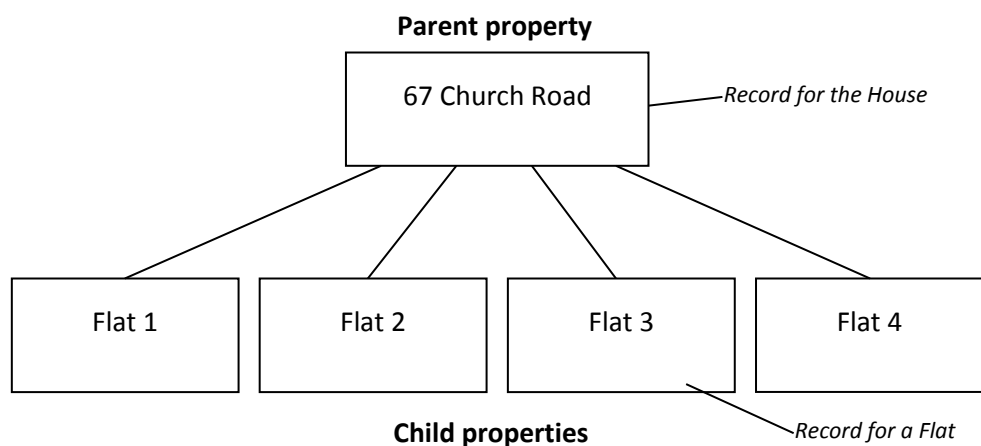 Parent property
67 Church Road
Record for the House
Flat 1
Flat 2
Flat 3
Flat 4
Child properties
Record for a Flat